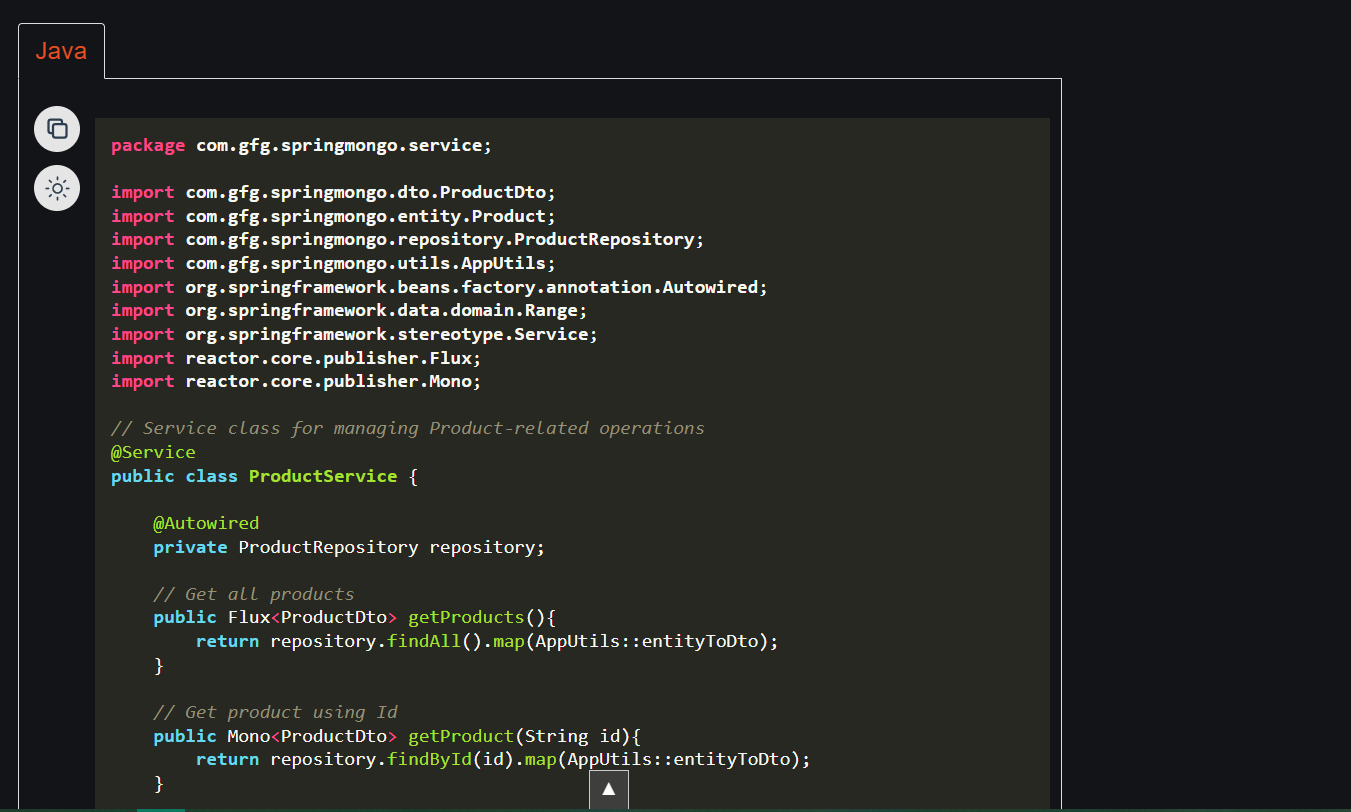 Java
package com.gfg.springmongo.service;
import com.gfg.springmongo.dto.ProductDto;
import com.gfg.springmongo.entity.Product;
import com.gfg.springmongo.repository.ProductRepository;
import com.gfg.springmongo.utils.AppUtils;
import org.springframework.beans.factory.annotation.Autowired;
import org.springframework.data.domain.Range;
import org.springframework.stereotype.Service;
import reactor.core.publisher.Flux;
import reactor.core.publisher.Mono;
// Service class for managing Product-related operations
@Service
public class ProductService {
@Autowired
private ProductRepository repository;
// Get all products
public Flux<ProductDto> getProducts(){
return repository.findAll().map(AppUtils::entityToDto);
}
// Get product using Id
public Mono<ProductDto> getProduct(String id){
return repository.findById(id).map(AppUtils::entityToDto);
}